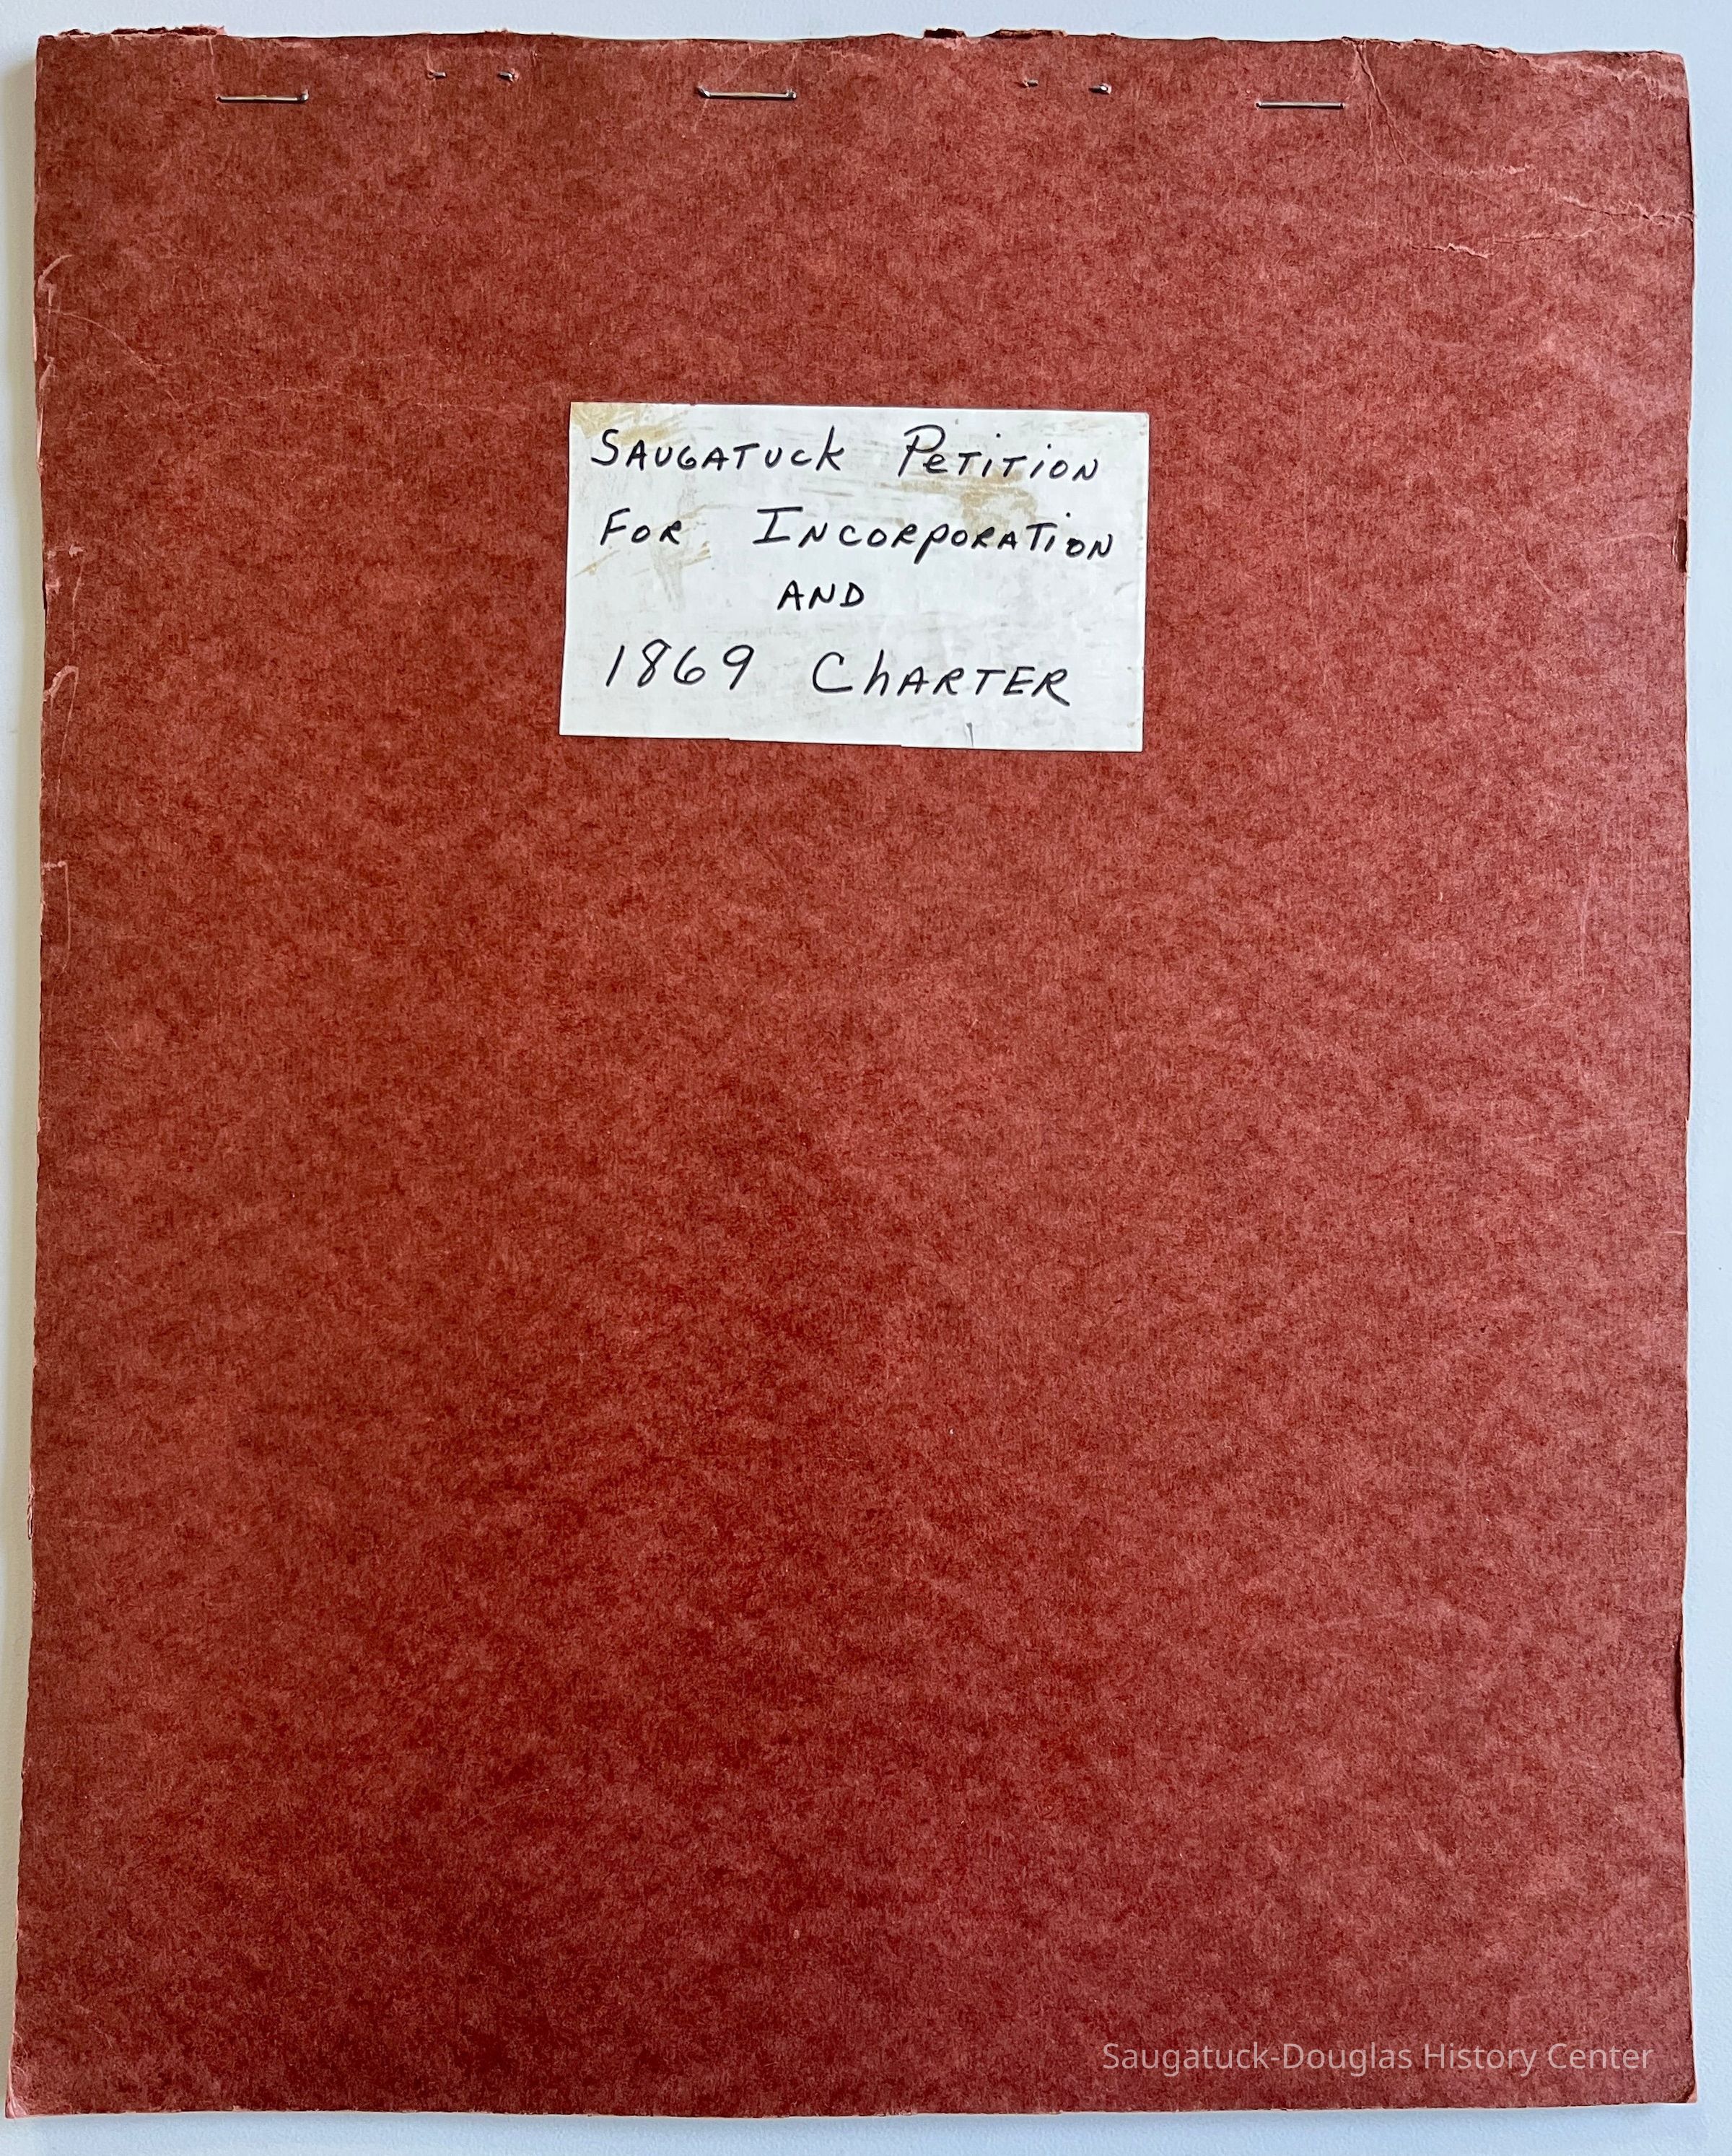 SAUGATUCK PETITION
FOR INCORPORATION
AND
1869 CHARTER
Saugatuck-Douglas History Center